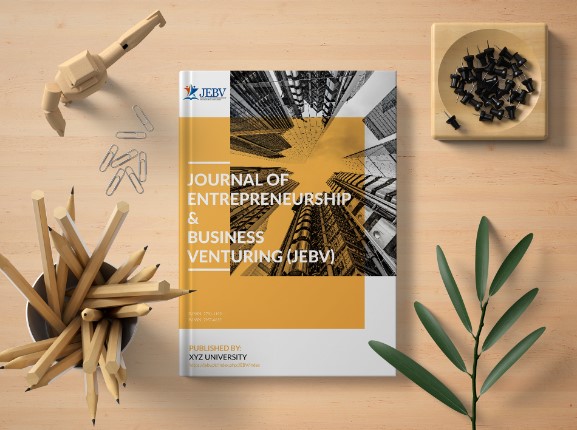 JEBV
JOURNAL OF
ENTREPRENEURSHIP
&
BUSINESS
VENTURING (JEBV)
PUBLISHED BY:
XYZ UNIVERSITY